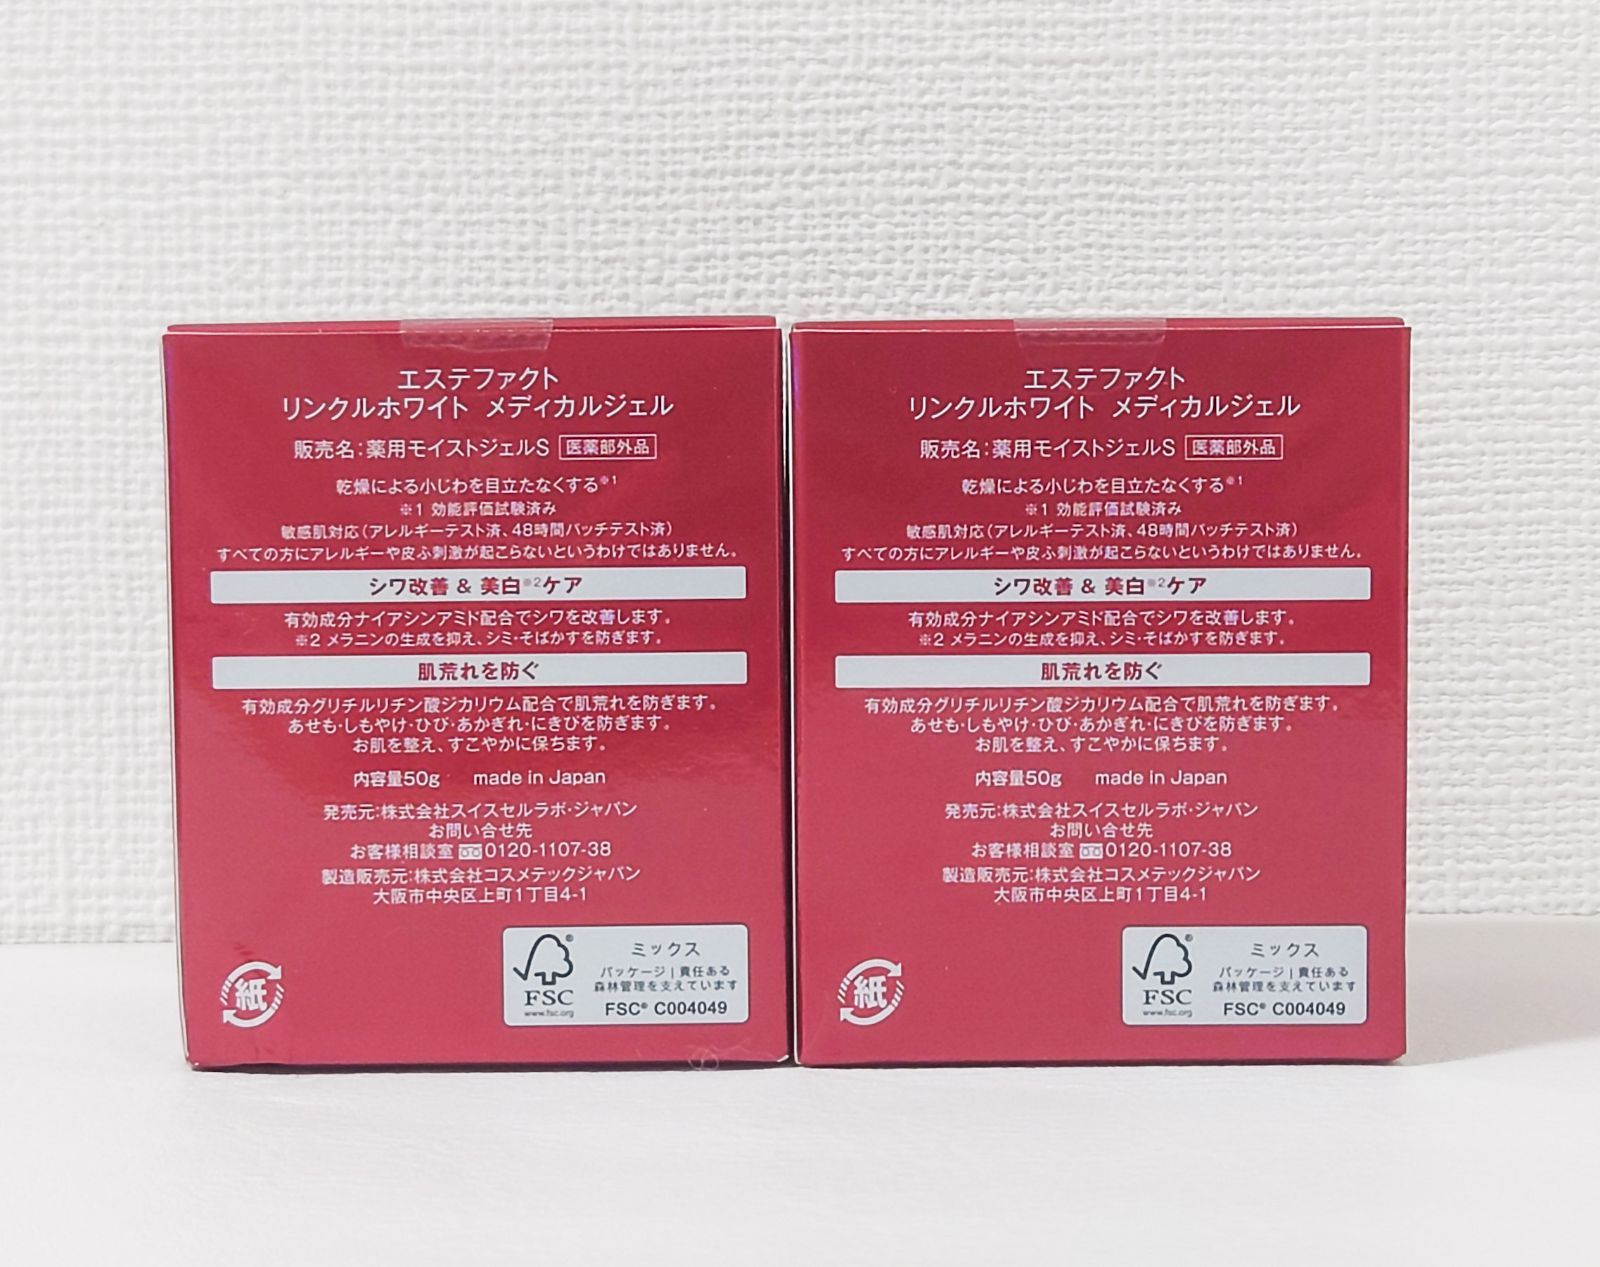 エステファクト
リンクルホワイト メディカルジェル
販売名:薬用モイストジェルS 医薬部外品
乾燥による小じわを目立たなくする※1
※1 効能評価試験済み
敏感肌対応(アレルギーテスト済、48時間パッチテスト済)
すべての方にアレルギーや皮ふ刺激が起こらないというわけではありません。
シワ改善 & 美白※2ケア
有効成分ナイアシンアミド配合でシワを改善します。
※2 メラニンの生成を抑え、シミ・そばかすを防ぎます。
肌荒れを防ぐ
有効成分グリチルリチン酸ジカリウム配合で肌荒れを防ぎます。
あせも・しもやけ・ひび・あかぎれ・にきびを防ぎます。
お肌を整え、すこやかに保ちます。
内容量50g made in Japan
発売元:株式会社スイスセルラボ・ジャパン
お問い合せ先
お客様相談室 0120-1107-38
製造販売元:株式会社コスメテックジャパン
大阪市中央区上町1丁目4-1
紙
FSC
www.fsc.org
ミックス
パッケージ | 責任ある
森林管理を支えています
FSC® C004049
エステファクト
リンクルホワイト メディカルジェル
販売名:薬用モイストジェルS 医薬部外品
乾燥による小じわを目立たなくする※1
※1 効能評価試験済み
敏感肌対応(アレルギーテスト済、48時間パッチテスト済)
すべての方にアレルギーや皮ふ刺激が起こらないというわけではありません。
シワ改善 & 美白※2ケア
有効成分ナイアシンアミド配合でシワを改善します。
※2 メラニンの生成を抑え、シミ・そばかすを防ぎます。
肌荒れを防ぐ
有効成分グリチルリチン酸ジカリウム配合で肌荒れを防ぎます。
あせも・しもやけ・ひび・あかぎれ・にきびを防ぎます。
お肌を整え、すこやかに保ちます。
内容量50g made in Japan
発売元:株式会社スイスセルラボ・ジャパン
お問い合せ先
お客様相談室 0120-1107-38
製造販売元:株式会社コスメテックジャパン
大阪市中央区上町1丁目4-1
紙
FSC
www.fsc.org
ミックス
パッケージ | 責任ある
森林管理を支えています
FSC® C004049